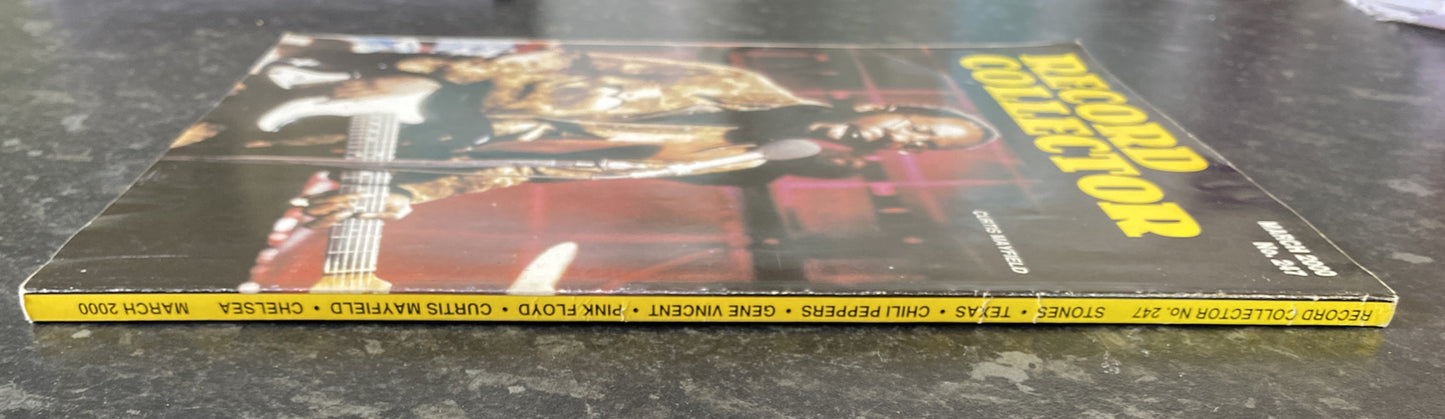 RECORD
COLLECTOR
MARCH 2000
No. 247
CURTIS MAYFIELD
RECORD COLLECTOR No. 247 STONES • TEXAS • CHILI PEPPERS • GENE VINCENT • PINK FLOYD • CURTIS MAYFIELD • CHELSEA • MARCH 2000